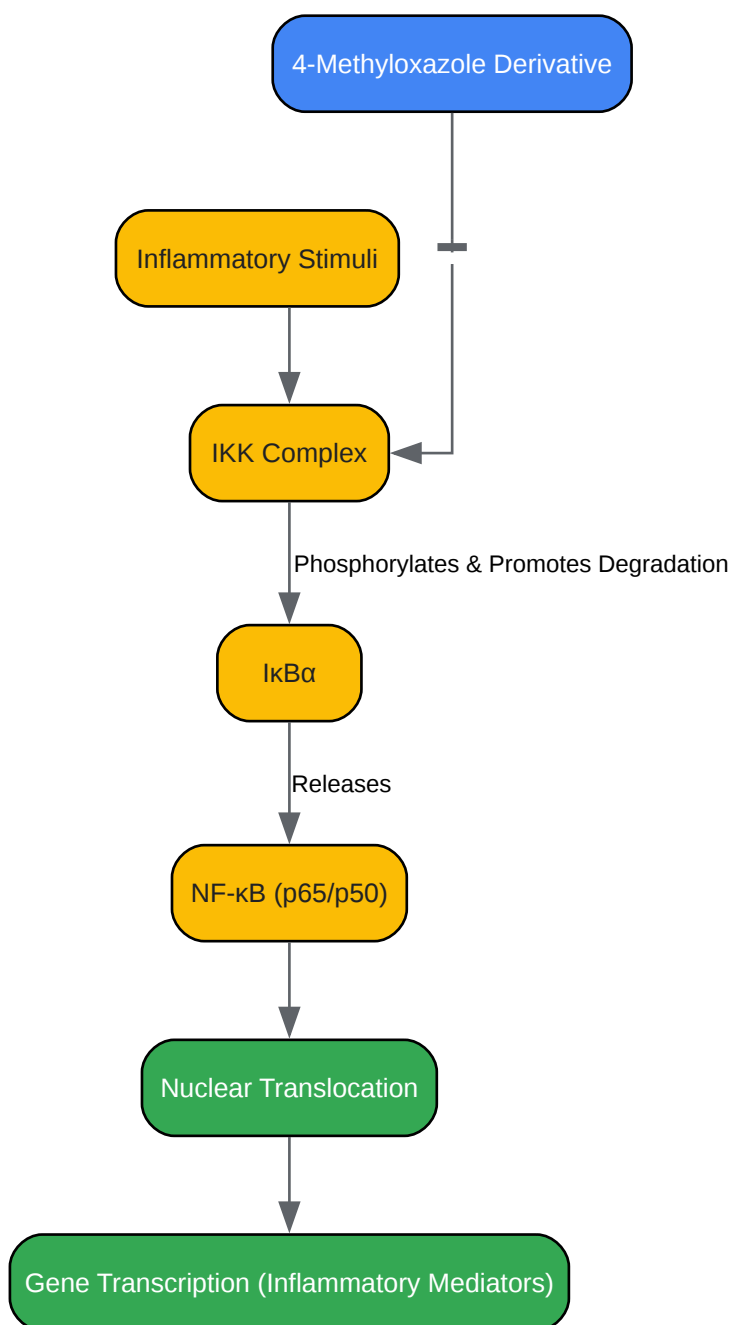 4-Methyloxazole Derivative
Inflammatory Stimuli
IKK Complex
Phosphorylates & Promotes Degradation
IκBα
Releases
NF-κB (p65/p50)
Nuclear Translocation
Gene Transcription (Inflammatory Mediators)